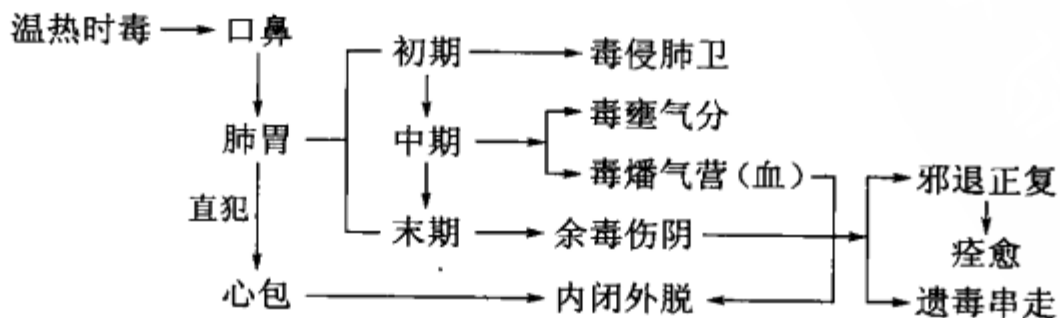 温热时毒 口鼻
初期 毒侵肺卫
毒壅气分
肺胃 中期
毒燔气营（血） 邪退正复
直犯
末期 余毒伤阴
痊愈
心包 内闭外脱 遗毒串走